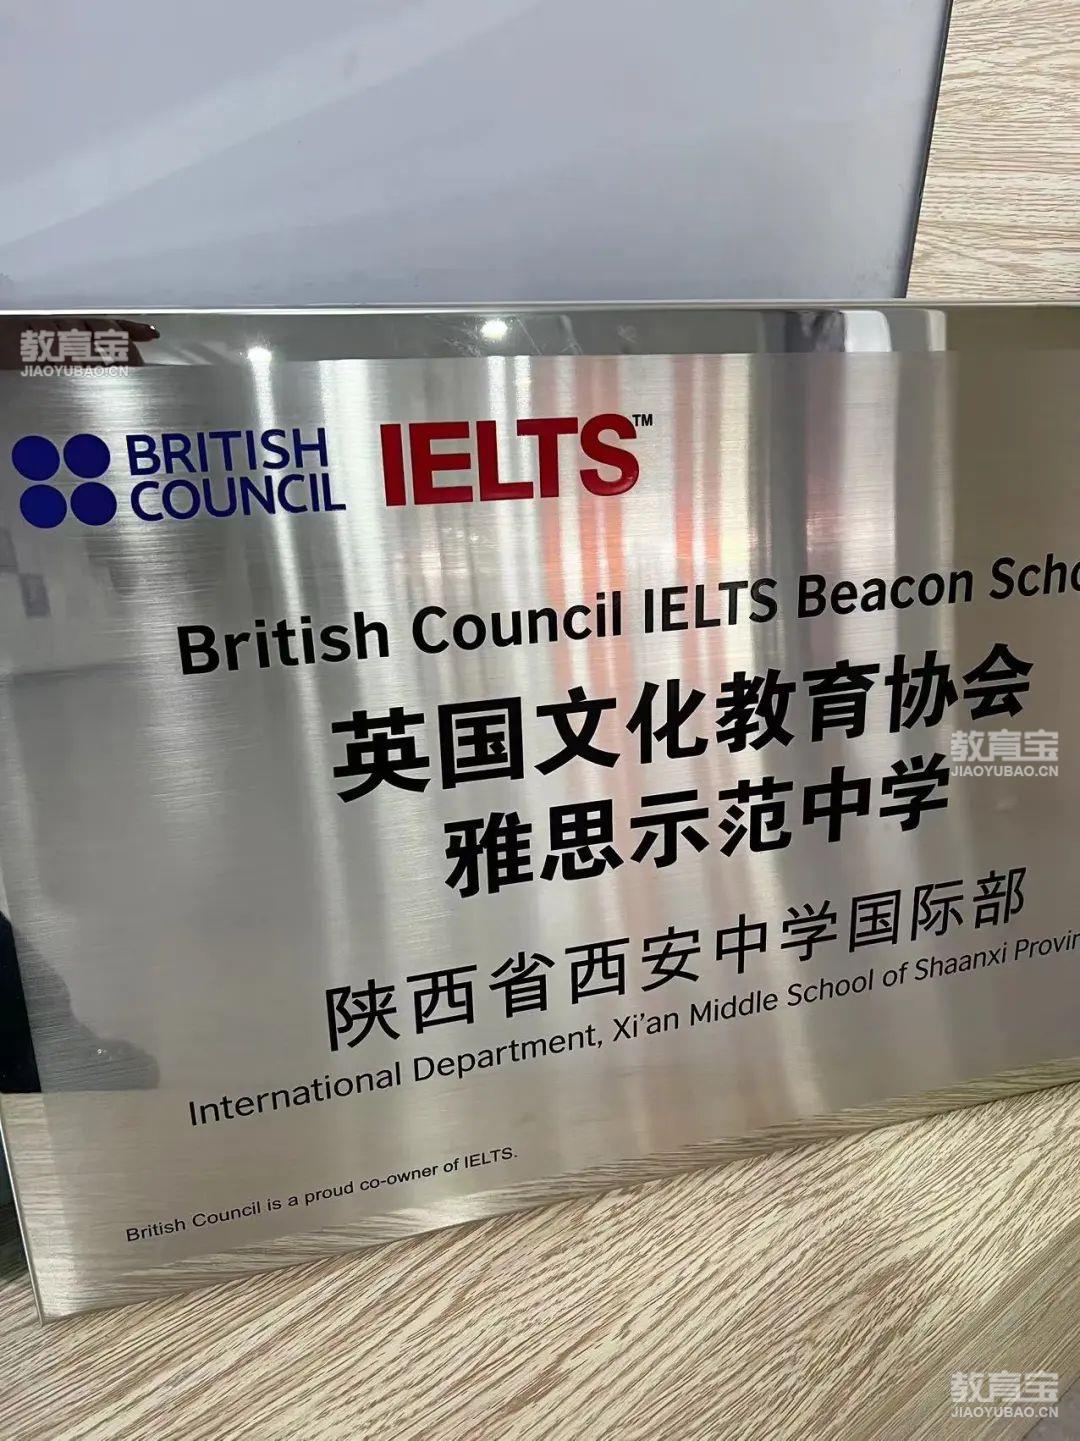 教育宝
JIAOYUBAO.CN
BRITISH
COUNCIL
IELTS™
British Council IELTS Beacon Scho
英国文化教育协会
雅思示范中学
陕西省西安中学国际部
International Department, Xi'an Middle School of Shaanxi Provin
British Council is a proud co-owner of IELTS.
教育宝
JIAOYUBAO.CN
教育宝
JIAOYUBAO.CN